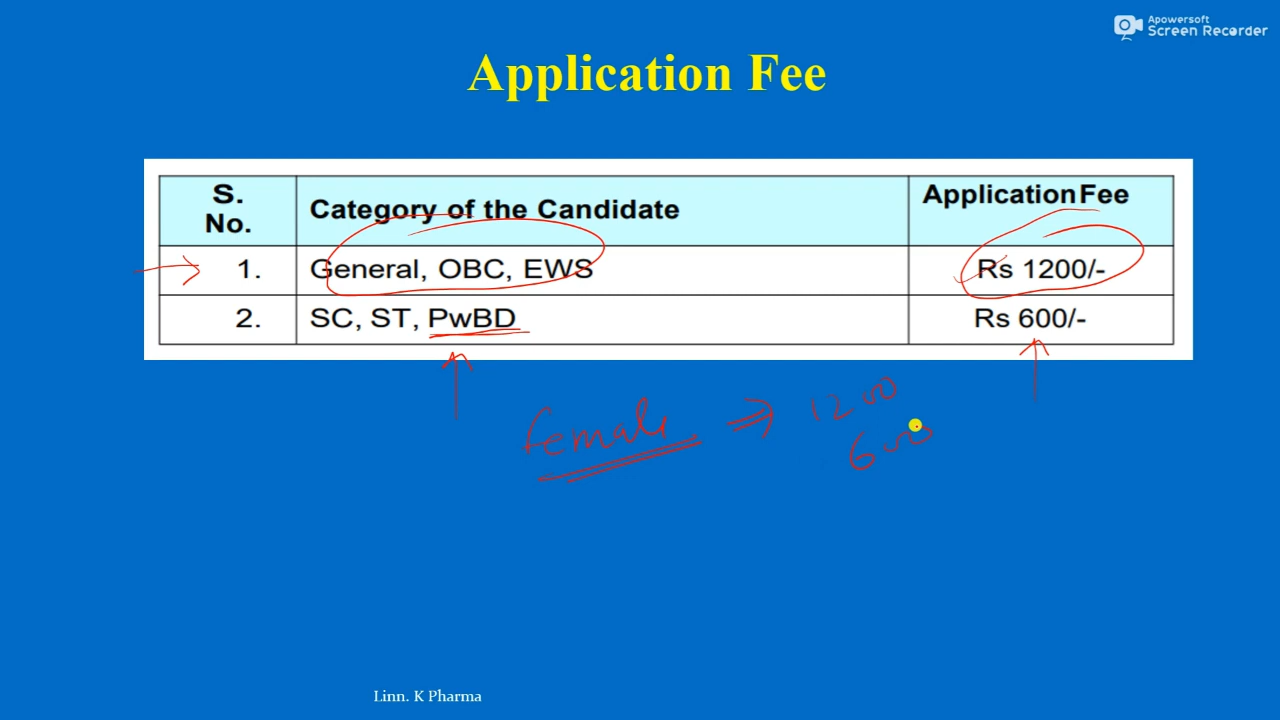 Apowersoft
Screen Recorder
Application Fee
S. No. Category of the Candidate Application Fee
1. General, OBC, EWS Rs 1200/-
2. SC, ST, PwBD Rs 600/-
female ⇒ 1200
600
Linn. K Pharma